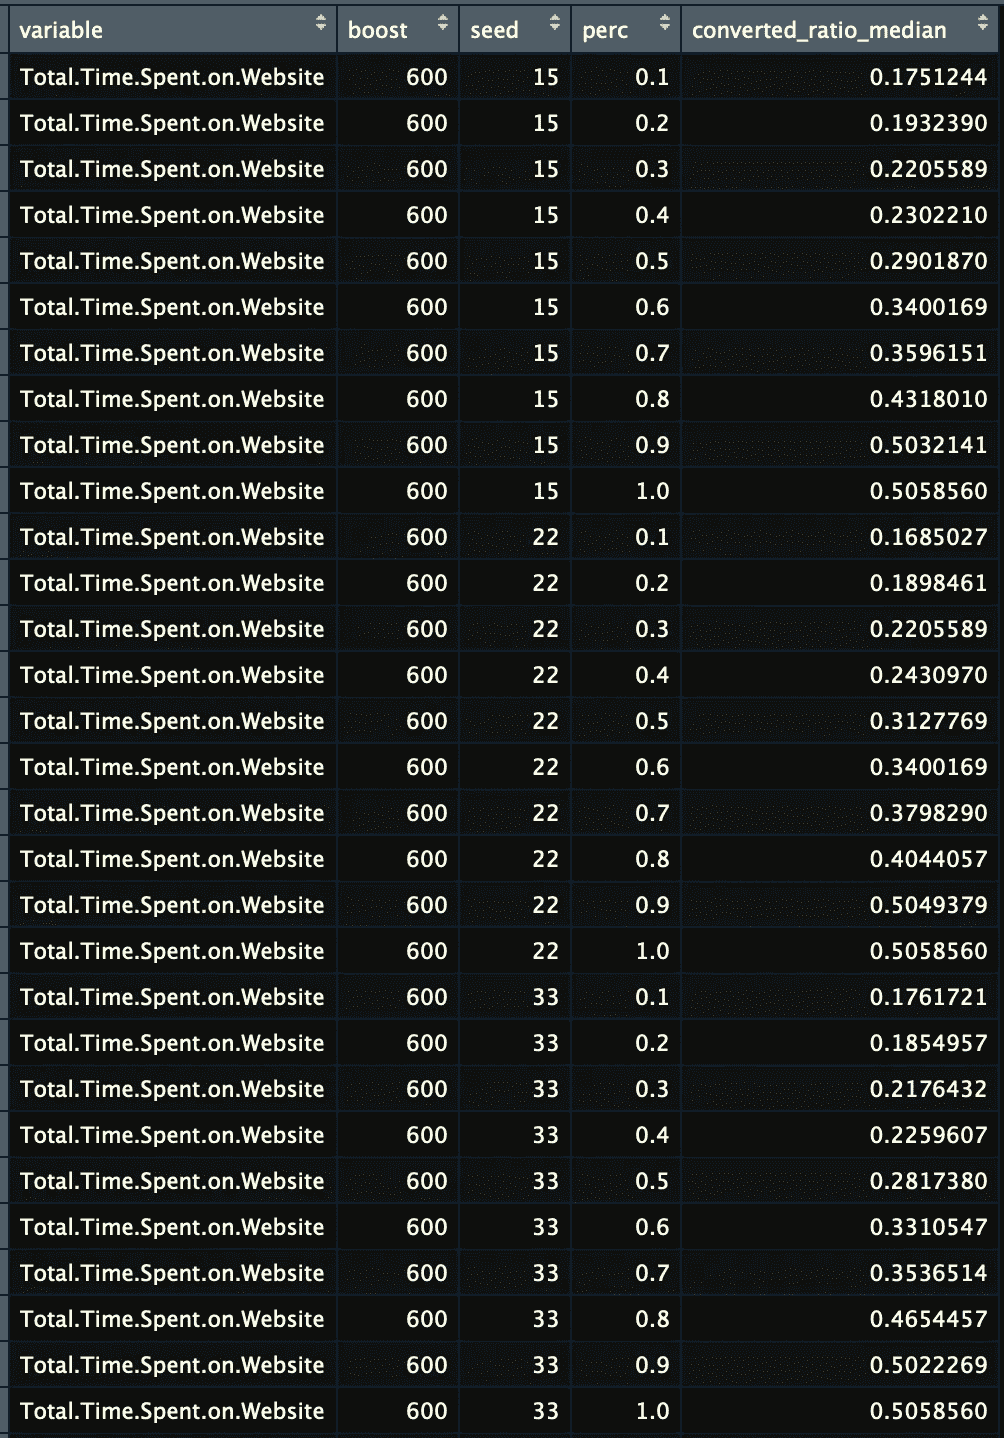 variable boost seed perc converted_ratio_median
Total.Time.Spent.on.Website 600 15 0.1 0.1751244
Total.Time.Spent.on.Website 600 15 0.2 0.1932390
Total.Time.Spent.on.Website 600 15 0.3 0.2205589
Total.Time.Spent.on.Website 600 15 0.4 0.2302210
Total.Time.Spent.on.Website 600 15 0.5 0.2901870
Total.Time.Spent.on.Website 600 15 0.6 0.3400169
Total.Time.Spent.on.Website 600 15 0.7 0.3596151
Total.Time.Spent.on.Website 600 15 0.8 0.4318010
Total.Time.Spent.on.Website 600 15 0.9 0.5032141
Total.Time.Spent.on.Website 600 15 1.0 0.5058560
Total.Time.Spent.on.Website 600 22 0.1 0.1685027
Total.Time.Spent.on.Website 600 22 0.2 0.1898461
Total.Time.Spent.on.Website 600 22 0.3 0.2205589
Total.Time.Spent.on.Website 600 22 0.4 0.2430970
Total.Time.Spent.on.Website 600 22 0.5 0.3127769
Total.Time.Spent.on.Website 600 22 0.6 0.3400169
Total.Time.Spent.on.Website 600 22 0.7 0.3798290
Total.Time.Spent.on.Website 600 22 0.8 0.4044057
Total.Time.Spent.on.Website 600 22 0.9 0.5049379
Total.Time.Spent.on.Website 600 22 1.0 0.5058560
Total.Time.Spent.on.Website 600 33 0.1 0.1761721
Total.Time.Spent.on.Website 600 33 0.2 0.1854957
Total.Time.Spent.on.Website 600 33 0.3 0.2176432
Total.Time.Spent.on.Website 600 33 0.4 0.2259607
Total.Time.Spent.on.Website 600 33 0.5 0.2817380
Total.Time.Spent.on.Website 600 33 0.6 0.3310547
Total.Time.Spent.on.Website 600 33 0.7 0.3536514
Total.Time.Spent.on.Website 600 33 0.8 0.4654457
Total.Time.Spent.on.Website 600 33 0.9 0.5022269
Total.Time.Spent.on.Website 600 33 1.0 0.5058560